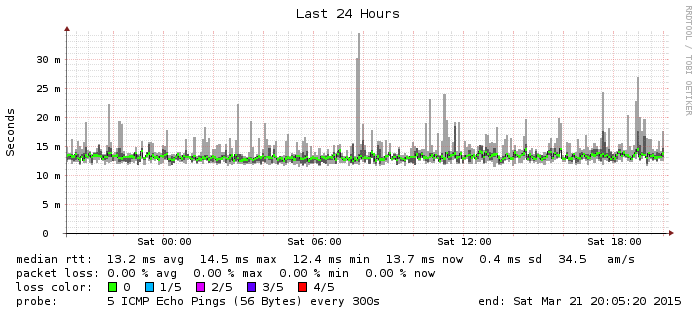 Last 24 Hours
RRDTOOL / TOBI OETIKER
Seconds
30 m
25 m
20 m
15 m
10 m
5 m
0
Sat 00:00 Sat 06:00 Sat 12:00 Sat 18:00
median rtt: 13.2 ms avg 14.5 ms max 12.4 ms min 13.7 ms now 0.4 ms sd 34.5 am/s
packet loss: 0.00 % avg 0.00 % max 0.00 % min 0.00 % now
loss color: 0 1/5 2/5 3/5 4/5
probe: 5 ICMP Echo Pings (56 Bytes) every 300s end: Sat Mar 21 20:05:20 2015